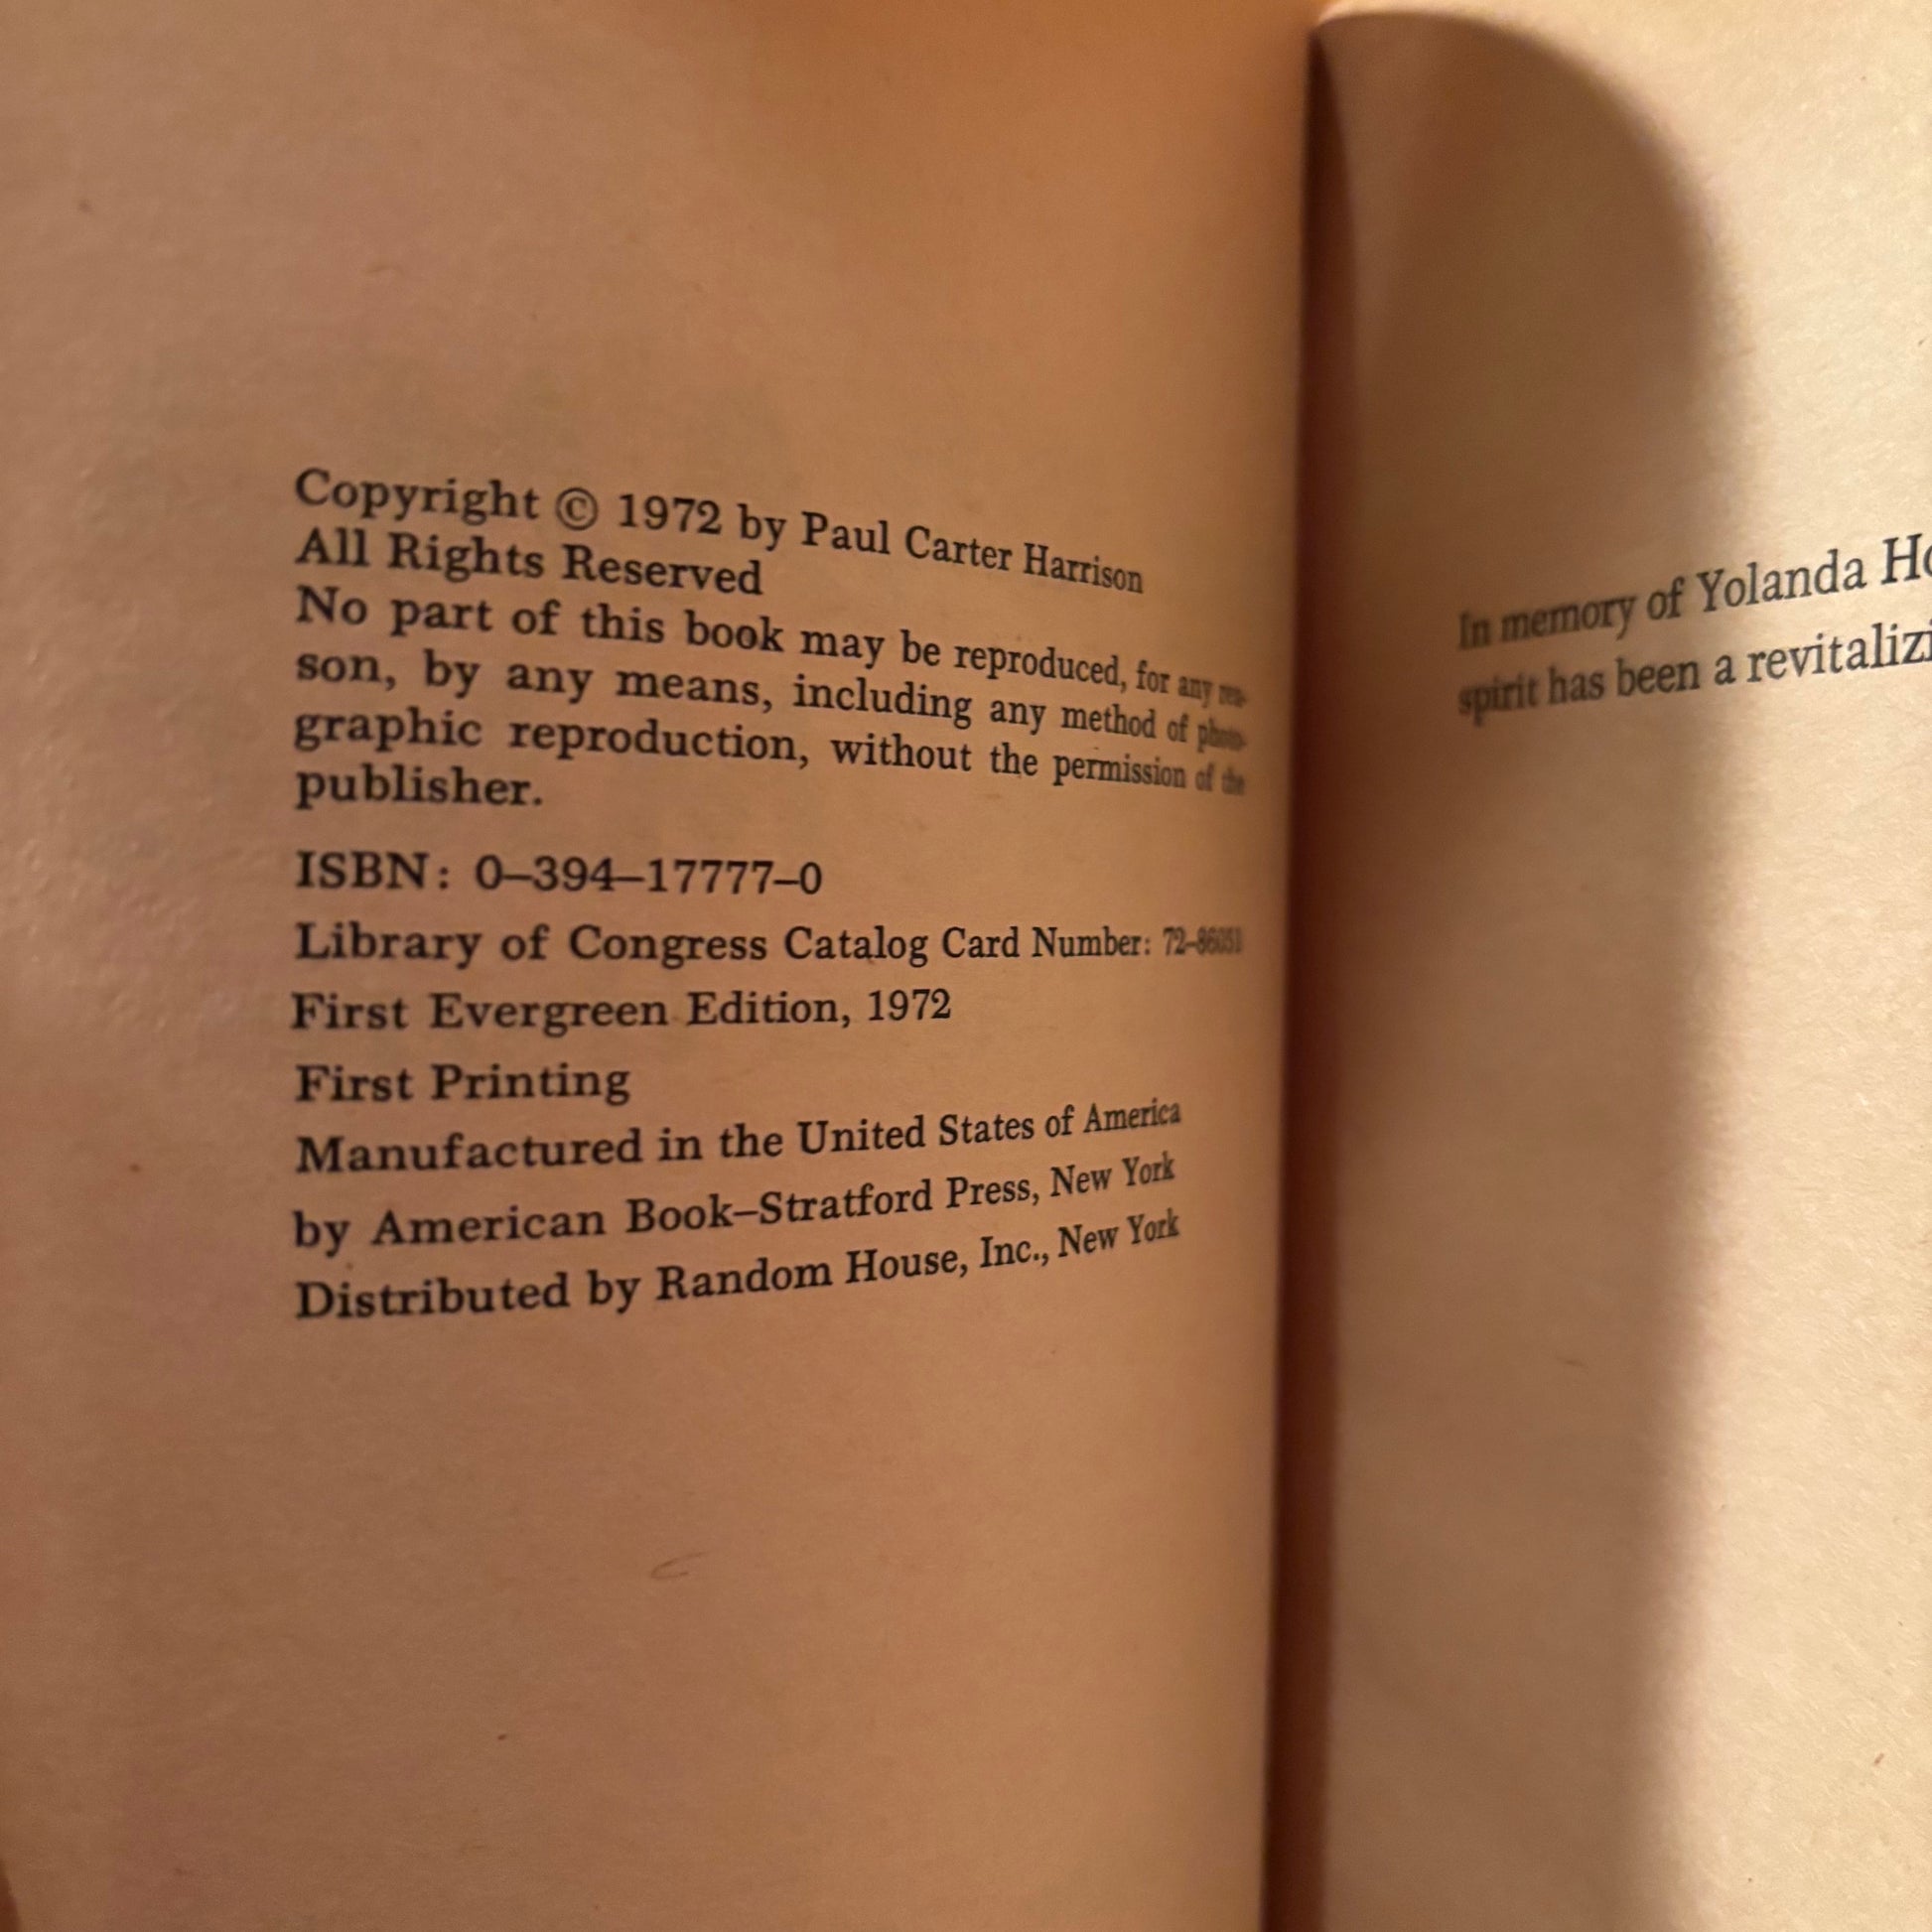 Copyright © 1972 by Paul Carter Harrison
All Rights Reserved
No part of this book may be reproduced, for any rea-
son, by any means, including any method of photo-
graphic reproduction, without the permission of the
publisher.
ISBN: 0–394–17777–0
Library of Congress Catalog Card Number:
First Evergreen Edition, 1972
First Printing
Manufactured in the United States of America
by American Book–Stratford Press, New York
Distributed by Random House, Inc., New York
In memory of Yolanda
spirit has been a